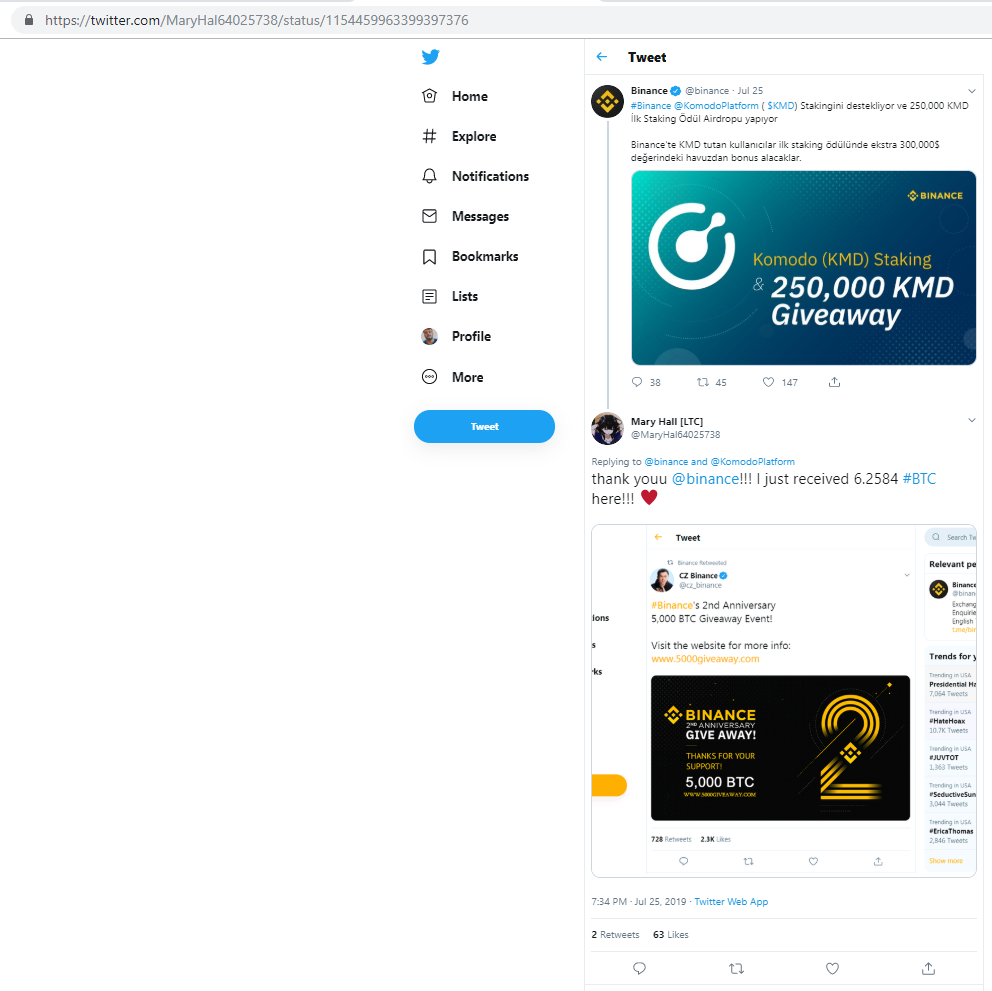 https://twitter.com/MaryHal64025738/status/1154459963399397376
Home
Explore
Notifications
Messages
Bookmarks
Lists
Profile
More
Tweet
Tweet
Binance @binance · Jul 25
#Binance @KomodoPlatform ( $KMD) Stakingini destekliyor ve 250,000 KMD
İlk Staking Ödül Airdropu yapıyor
Binance'te KMD tutan kullanıcılar ilk staking ödülünde ekstra 300,000$
değerindeki havuzdan bonus alacaklar.
BINANCE
Komodo (KMD) Staking
& 250,000 KMD
Giveaway
38 45 147
Mary Hall [LTC]
@MaryHal64025738
Replying to @binance and @KomodoPlatform
thank youu @binance!!! I just received 6.2584 #BTC
here!!!
Tweet
Binance Retweeted
CZ Binance
@cz_binance
#Binance's 2nd Anniversary
5,000 BTC Giveaway Event!
Visit the website for more info:
www.5000giveaway.com
BINANCE
2ND ANNIVERSARY
GIVE AWAY!
THANKS FOR YOUR
SUPPORT!
5,000 BTC
WWW.5000GIVEAWAY.COM
2
728 Retweets 2.3K Likes
ions
s
rks
Search Tw
Relevant pe
Binance
@binan
Exchang
Enquirie
English
t.me/bin
Trends for y
Trending in USA
Presidential Ha
7,064 Tweets
Trending in USA
#HateHoax
10.7K Tweets
Trending in USA
#JUVTOT
1,363 Tweets
Trending in USA
#SeductiveSun
3,044 Tweets
Trending in USA
#EricaThomas
2,846 Tweets
Show more
7:34 PM · Jul 25, 2019 · Twitter Web App
2 Retweets 63 Likes